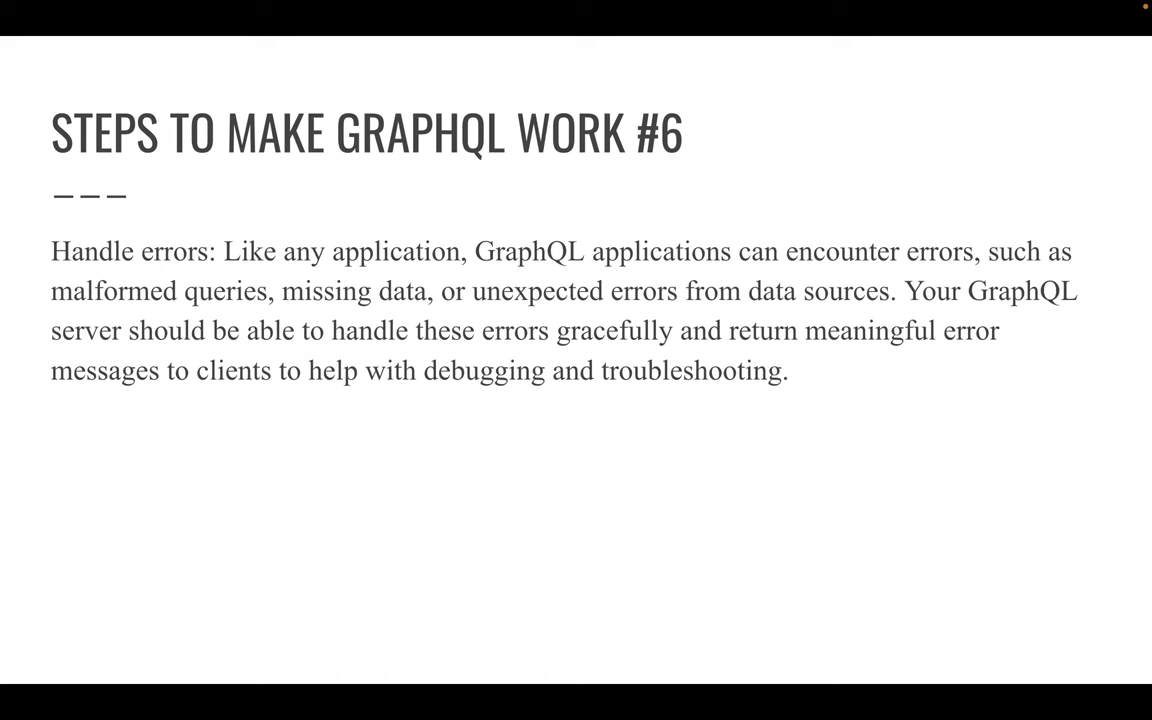 STEPS TO MAKE GRAPHQL WORK #6
Handle errors: Like any application, GraphQL applications can encounter errors, such as
malformed queries, missing data, or unexpected errors from data sources. Your GraphQL
server should be able to handle these errors gracefully and return meaningful error
messages to clients to help with debugging and troubleshooting.